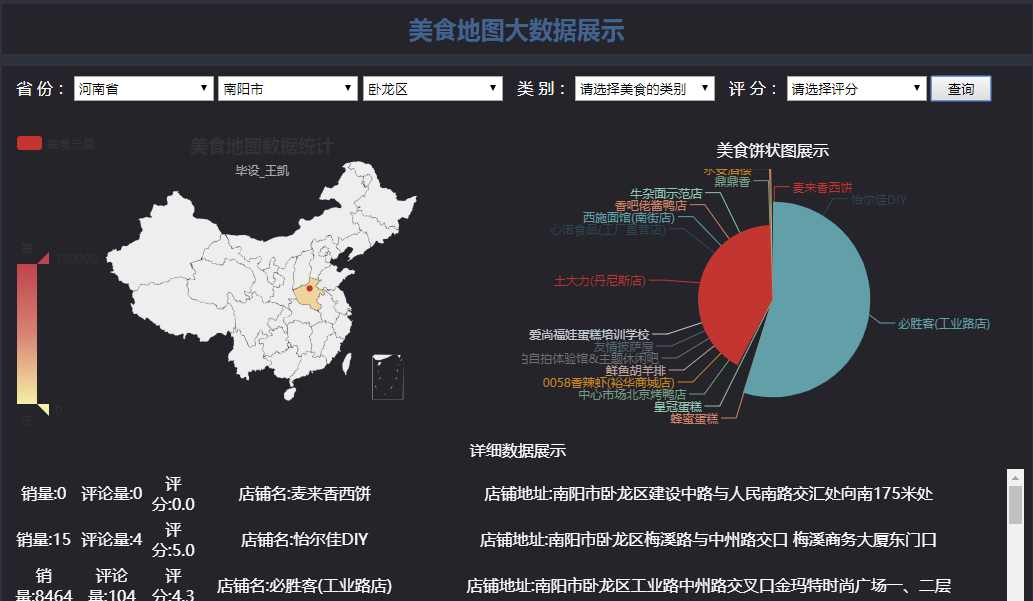 美食地图大数据展示
省 份： 河南省 南阳市 卧龙区 类 别： 请选择美食的类别 评 分： 请选择评分 查询
美食总量
美食地图数据统计
毕设_王凯
高
130000
0
低
美食饼状图展示
鼎鼎香
麦来香西饼
牛杂面示范店
怡尔佳DIY
香吧佬酱鸭店
西施面馆(南街店)
心诺食品(工厂直营店)
土大力(丹尼斯店)
必胜客(工业路店)
爱尚福娃蛋糕培训学校
友情披萨屋
自拍体验馆&主题休闲吧
鲜鱼胡羊排
0058香辣虾(裕华商城店)
中心市场北京烤鸭店
皇冠蛋糕
蜂蜜蛋糕
详细数据展示
销量:0 评论量:0 评分:0.0 店铺名:麦来香西饼 店铺地址:南阳市卧龙区建设中路与人民南路交汇处向南175米处
销量:15 评论量:4 评分:5.0 店铺名:怡尔佳DIY 店铺地址:南阳市卧龙区梅溪路与中州路交口 梅溪商务大厦东门口
销量:8464 评论量:104 评分:4.3 店铺名:必胜客(工业路店) 店铺地址:南阳市卧龙区工业路中州路交叉口金玛特时尚广场一、二层